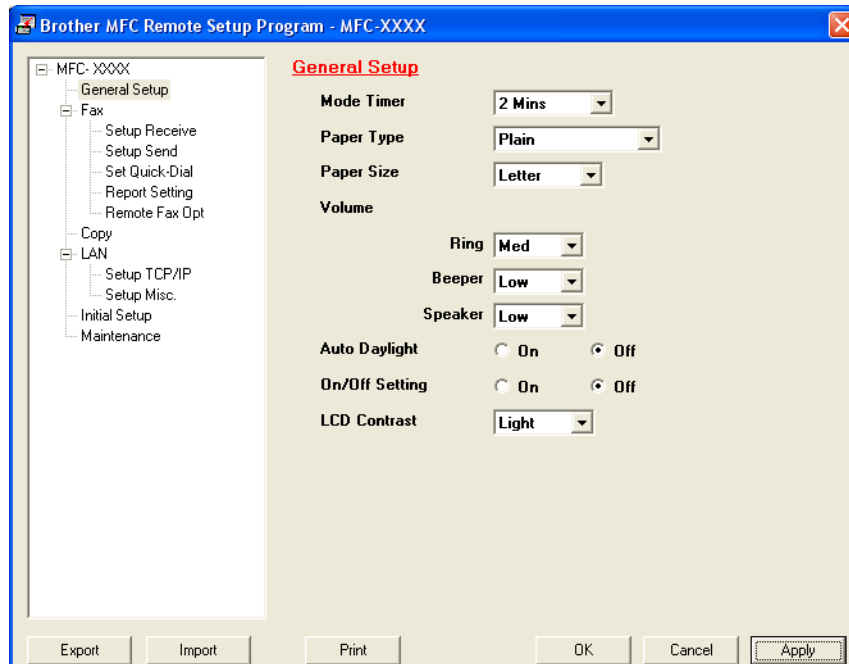 Brother MFC Remote Setup Program - MFC-XXXX
MFC- XXXX
General Setup
Fax
Setup Receive
Setup Send
Set Quick-Dial
Report Setting
Remote Fax Opt
Copy
LAN
Setup TCP/IP
Setup Misc.
Initial Setup
Maintenance
General Setup
Mode Timer 2 Mins
Paper Type Plain
Paper Size Letter
Volume
Ring Med
Beeper Low
Speaker Low
Auto Daylight On Off
On/Off Setting On Off
LCD Contrast Light
Export Import Print OK Cancel Apply